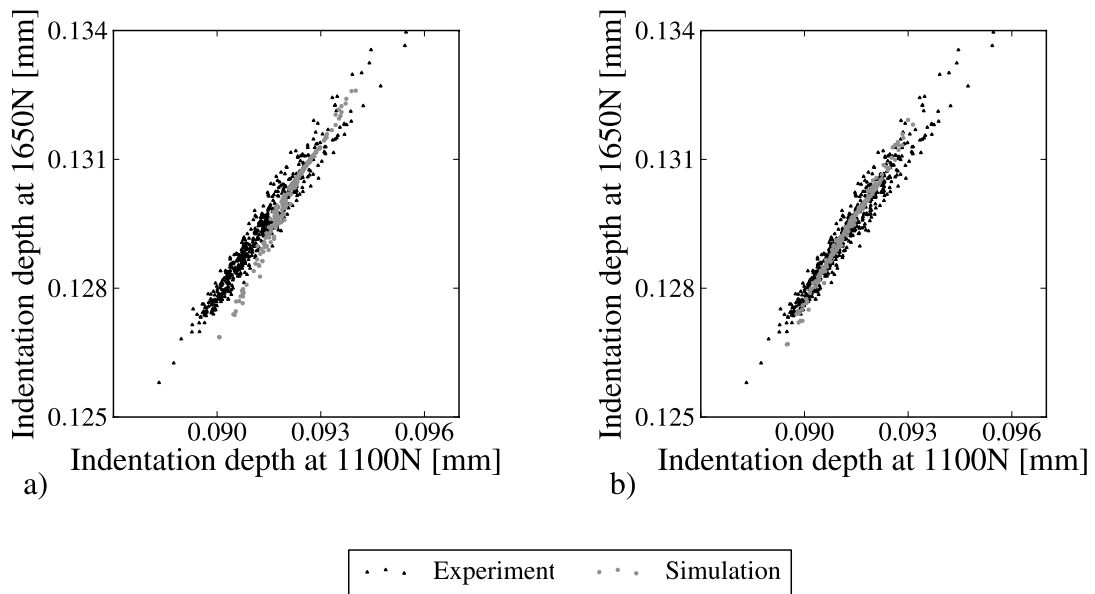 Indentation depth at 1650N [mm]
0.134
0.131
0.128
0.125
0.090 0.093 0.096
Indentation depth at 1100N [mm]
a)
Indentation depth at 1650N [mm]
0.134
0.131
0.128
0.125
0.090 0.093 0.096
Indentation depth at 1100N [mm]
b)
Experiment Simulation